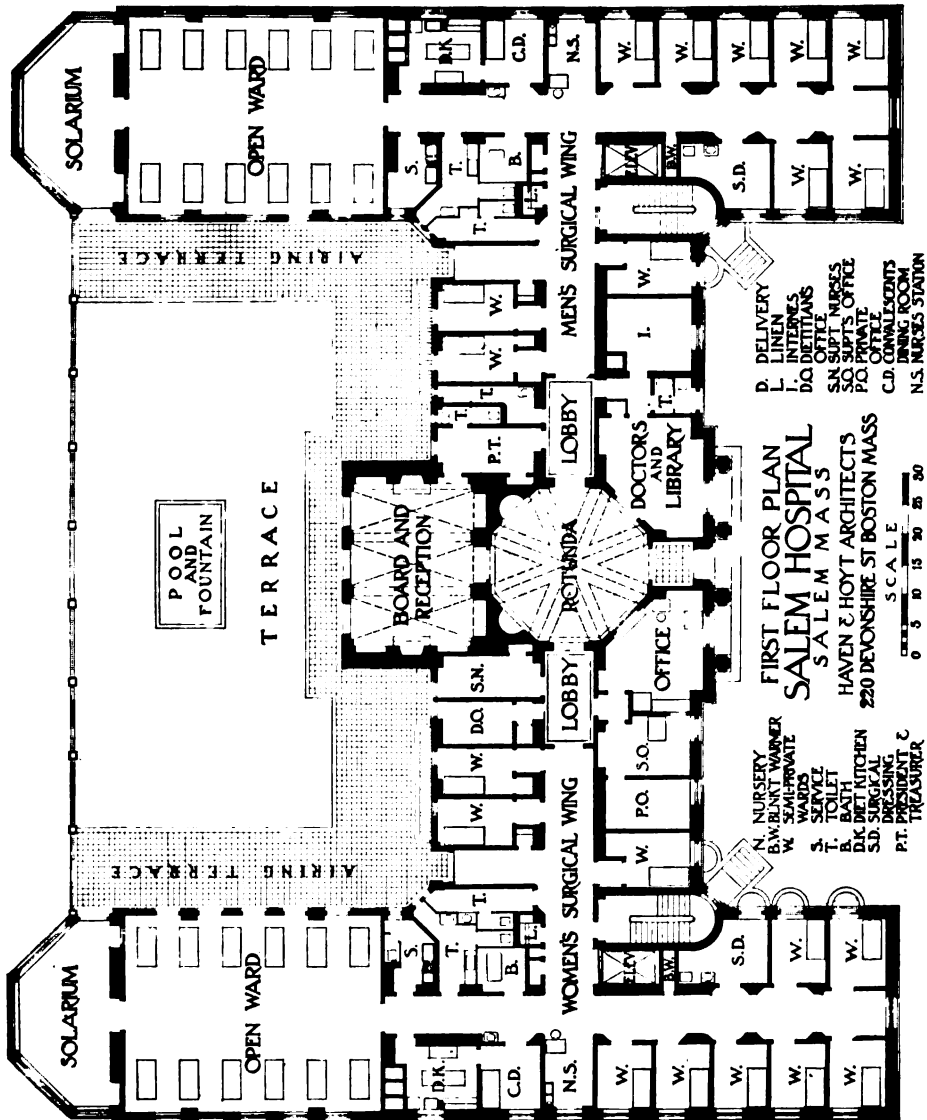 SOLARIUM
SOLARIUM
OPEN WARD
AIRING TERRACE
POOL
AND
FOUNTAIN
TERRACE
AIRING TERRACE
OPEN WARD
D.K.
S.
T.
T.
C.D.
B.
L.
N.S.
W.
W.
D.O.
S.N.
BOARD AND
RECEPTION
P.T.
T.
T.
W.
W.
T.
S.
T.
B.
L.
D.K
C.D.
N.S.
WOMEN'S SURGICAL WING
LOBBY
ROTUNDA
LOBBY
MEN'S SURGICAL WING
W.
W.
W.
W.
W.
ELEV
B.W.
S.D.
W.
W.
W.
P.O.
S.O.
OFFICE
DOCTORS
AND
LIBRARY
T.
I.
W.
ELEV
B.W.
S.D.
W.
W.
W.
W.
W.
W.
W.
N. NURSERY
B.W. BLNKT WARMER
W. SEMI-PRIVATE
WARDS
S. SERVICE
T. TOILET
B. BATH
D.K. DIET KITCHEN
S.D. SURGICAL
DRESSING
P.T. PRESIDENT &
TREASURER
FIRST FLOOR PLAN
SALEM HOSPITAL
SALEM MASS
HAVEN & HOYT ARCHITECTS
220 DEVONSHIRE ST BOSTON MASS
SCALE
0 5 10 15 20 25 30
D. DELIVERY
L. LINEN
I. INTERNES
D.O. DIETITIANS
OFFICE
S.N. SUPT NURSES
S.O. SUPT'S OFFICE
P.O. PRIVATE
OFFICE
C.D. CONVALESCENTS
DINING ROOM
N.S. NURSES STATION